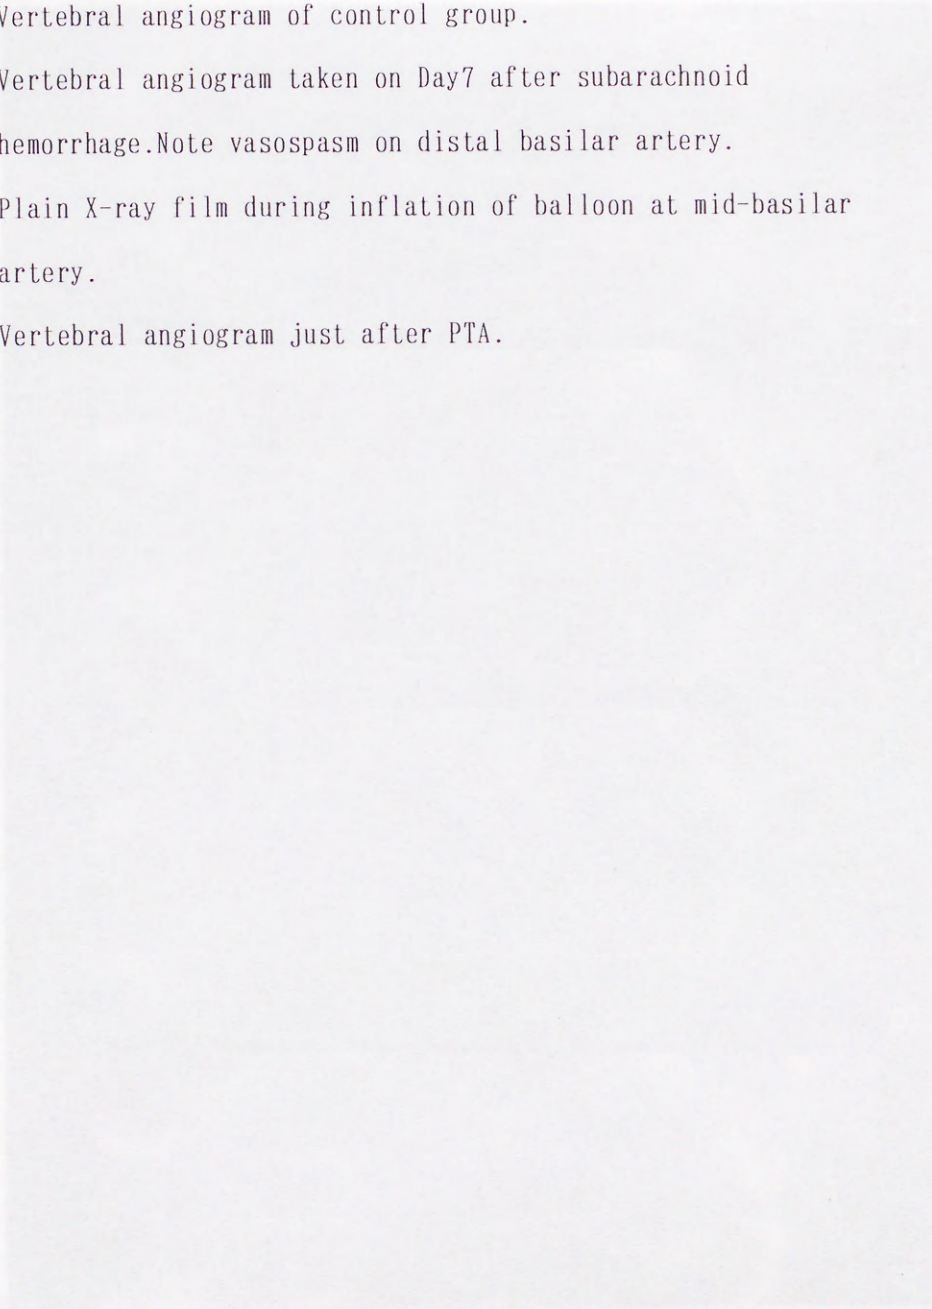 Vertebral angiogram of control group.
Vertebral angiogram taken on Day7 after subarachnoid
hemorrhage.Note vasospasm on distal basilar artery.
Plain X-ray film during inflation of balloon at mid-basilar
artery.
Vertebral angiogram just after PTA.